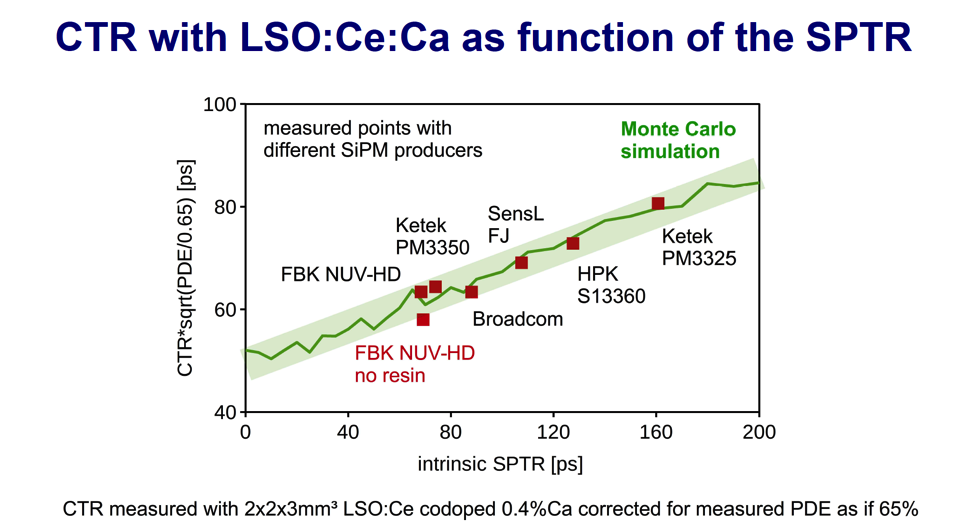 CTR with LSO:Ce:Ca as function of the SPTR
100
80
60
40
CTR*sqrt(PDE/0.65) [ps]
measured points with
different SiPM producers
Monte Carlo
simulation
Ketek
PM3350
SensL
FJ
FBK NUV-HD
Ketek
PM3325
HPK
S13360
Broadcom
FBK NUV-HD
no resin
0
40
80
120
160
200
intrinsic SPTR [ps]
CTR measured with 2x2x3mm³ LSO:Ce codoped 0.4%Ca corrected for measured PDE as if 65%